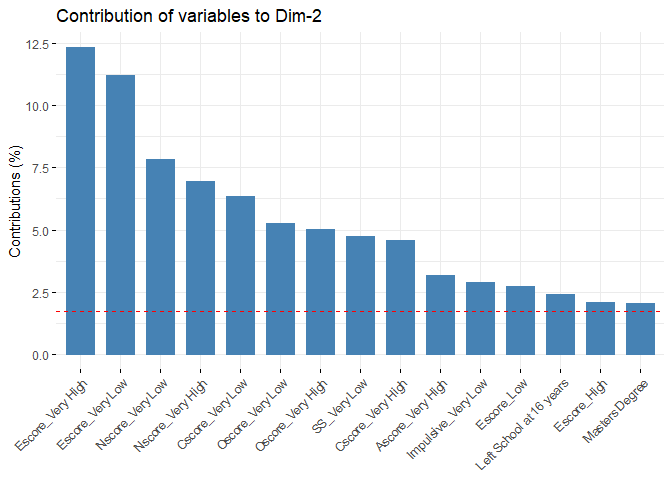 Contribution of variables to Dim-2
Contributions (%)
12.5
10.0
7.5
5.0
2.5
0.0
Escore_Very High
Escore_Very Low
Nscore_Very Low
Nscore_Very High
Cscore_Very Low
Oscore_Very Low
Oscore_Very High
SS_Very Low
Cscore_Very High
Ascore_Very High
Impulsive_Very Low
Escore_Low
Left School at 16 years
Escore_High
Masters Degree